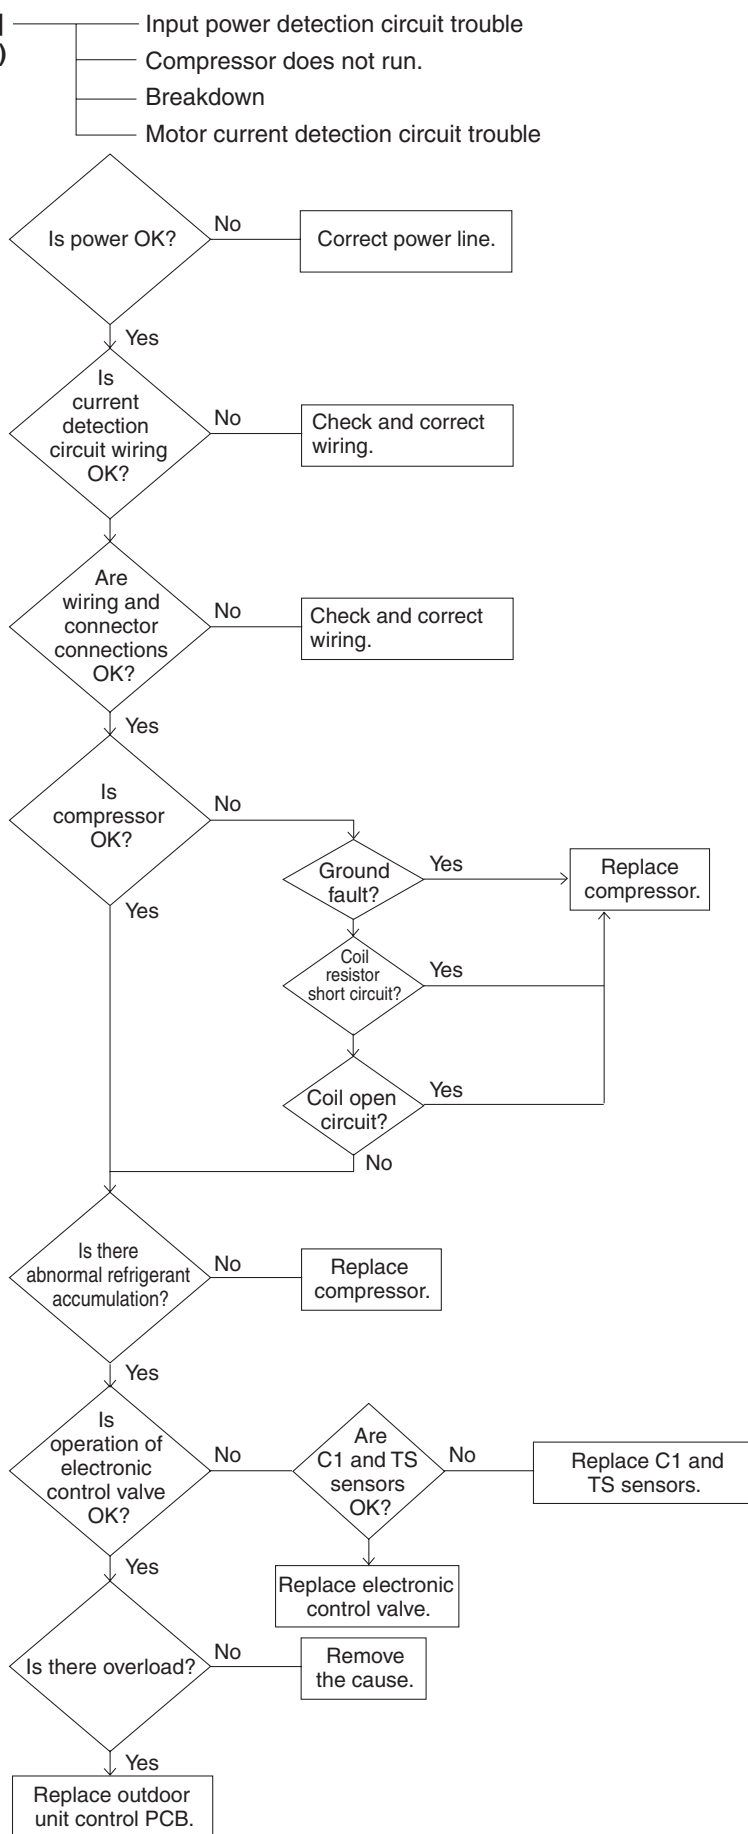 Input power detection circuit trouble
)
Compressor does not run.
Breakdown
Motor current detection circuit trouble
Is power OK?
No
Correct power line.
Yes
Is
current
detection
circuit wiring
OK?
No
Check and correct
wiring.
Are
wiring and
connector
connections
OK?
No
Check and correct
wiring.
Yes
Is
compressor
OK?
No
Ground
fault?
Yes
Replace
compressor.
Yes
Coil
resistor
short circuit?
Yes
Coil open
circuit?
Yes
No
Is there
abnormal refrigerant
accumulation?
No
Replace
compressor.
Yes
Is
operation of
electronic
control valve
OK?
No
Are
C1 and TS
sensors
OK?
No
Replace C1 and
TS sensors.
Yes
Replace electronic
control valve.
Is there overload?
No
Remove
the cause.
Yes
Replace outdoor
unit control PCB.